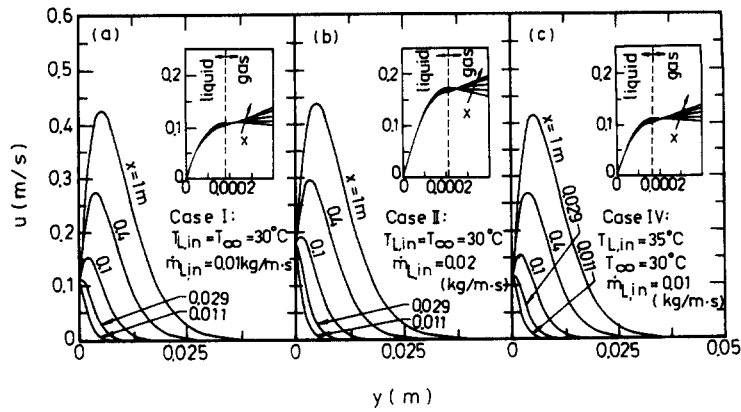 0.6
0.5
0.4
0.3
0.2
0.1
0
u (m/s)
(a)
liquid
gas
0,2
0,1
0
0
0,0002
x
x=1m
0.4
0.1
0.029
0.011
Case I:
T_L,in = T∞ = 30°C
ṁ_L,in = 0.01 kg/m·s
0
0.025
(b)
liquid
gas
0,2
0,1
0
0
0.0002
x
x=1m
0.4
0.1
0.029
0.011
Case II:
T_L,in = T∞ = 30°C
ṁ_L,in = 0.02
(kg/m·s)
0
0.025
(c)
liquid
gas
0,2
0,1
0
0
0.0002
x
x=1m
0.4
0.1
0.029
0.011
Case IV:
T_L,in = 35°C
T∞ = 30°C
ṁ_L,in = 0.01
(kg/m·s)
0
0.025
0.05
y (m)